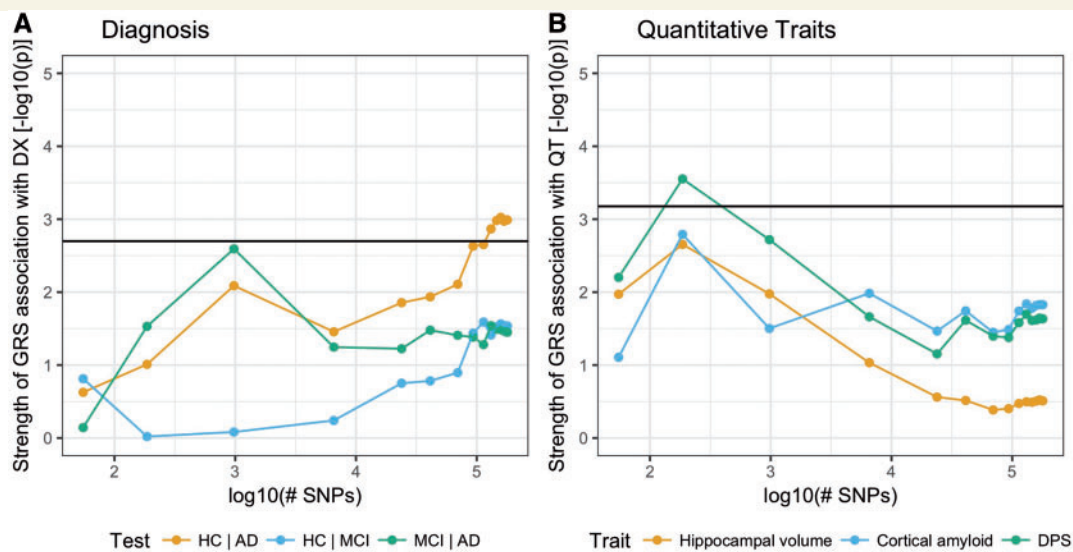 A Diagnosis
Strength of GRS association with DX [-log10(p)]
5
4
3
2
1
0
2 3 4 5
log10(# SNPs)
Test HC | AD HC | MCI MCI | AD
B Quantitative Traits
Strength of GRS association with QT [-log10(p)]
5
4
3
2
1
0
2 3 4 5
log10(# SNPs)
Trait Hippocampal volume Cortical amyloid DPS